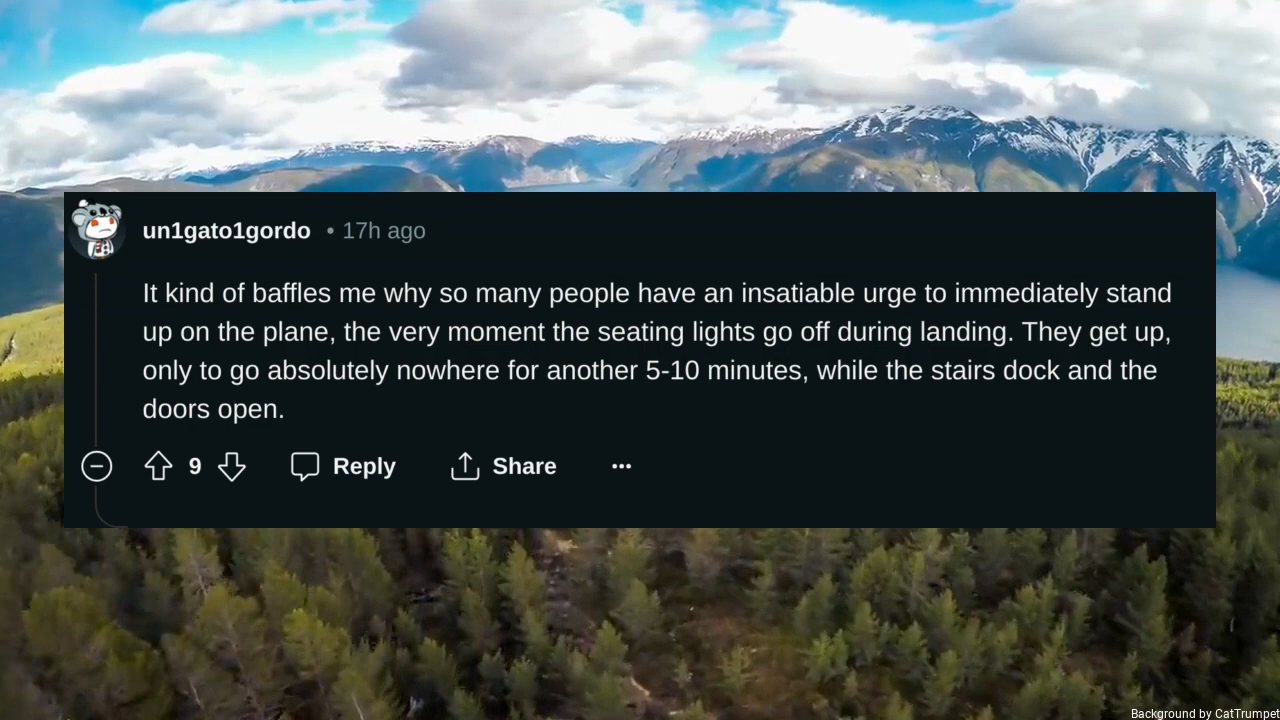 un1gato1gordo • 17h ago
It kind of baffles me why so many people have an insatiable urge to immediately stand
up on the plane, the very moment the seating lights go off during landing. They get up,
only to go absolutely nowhere for another 5-10 minutes, while the stairs dock and the
doors open.
9 Reply Share ...
Background by CatTrumpet